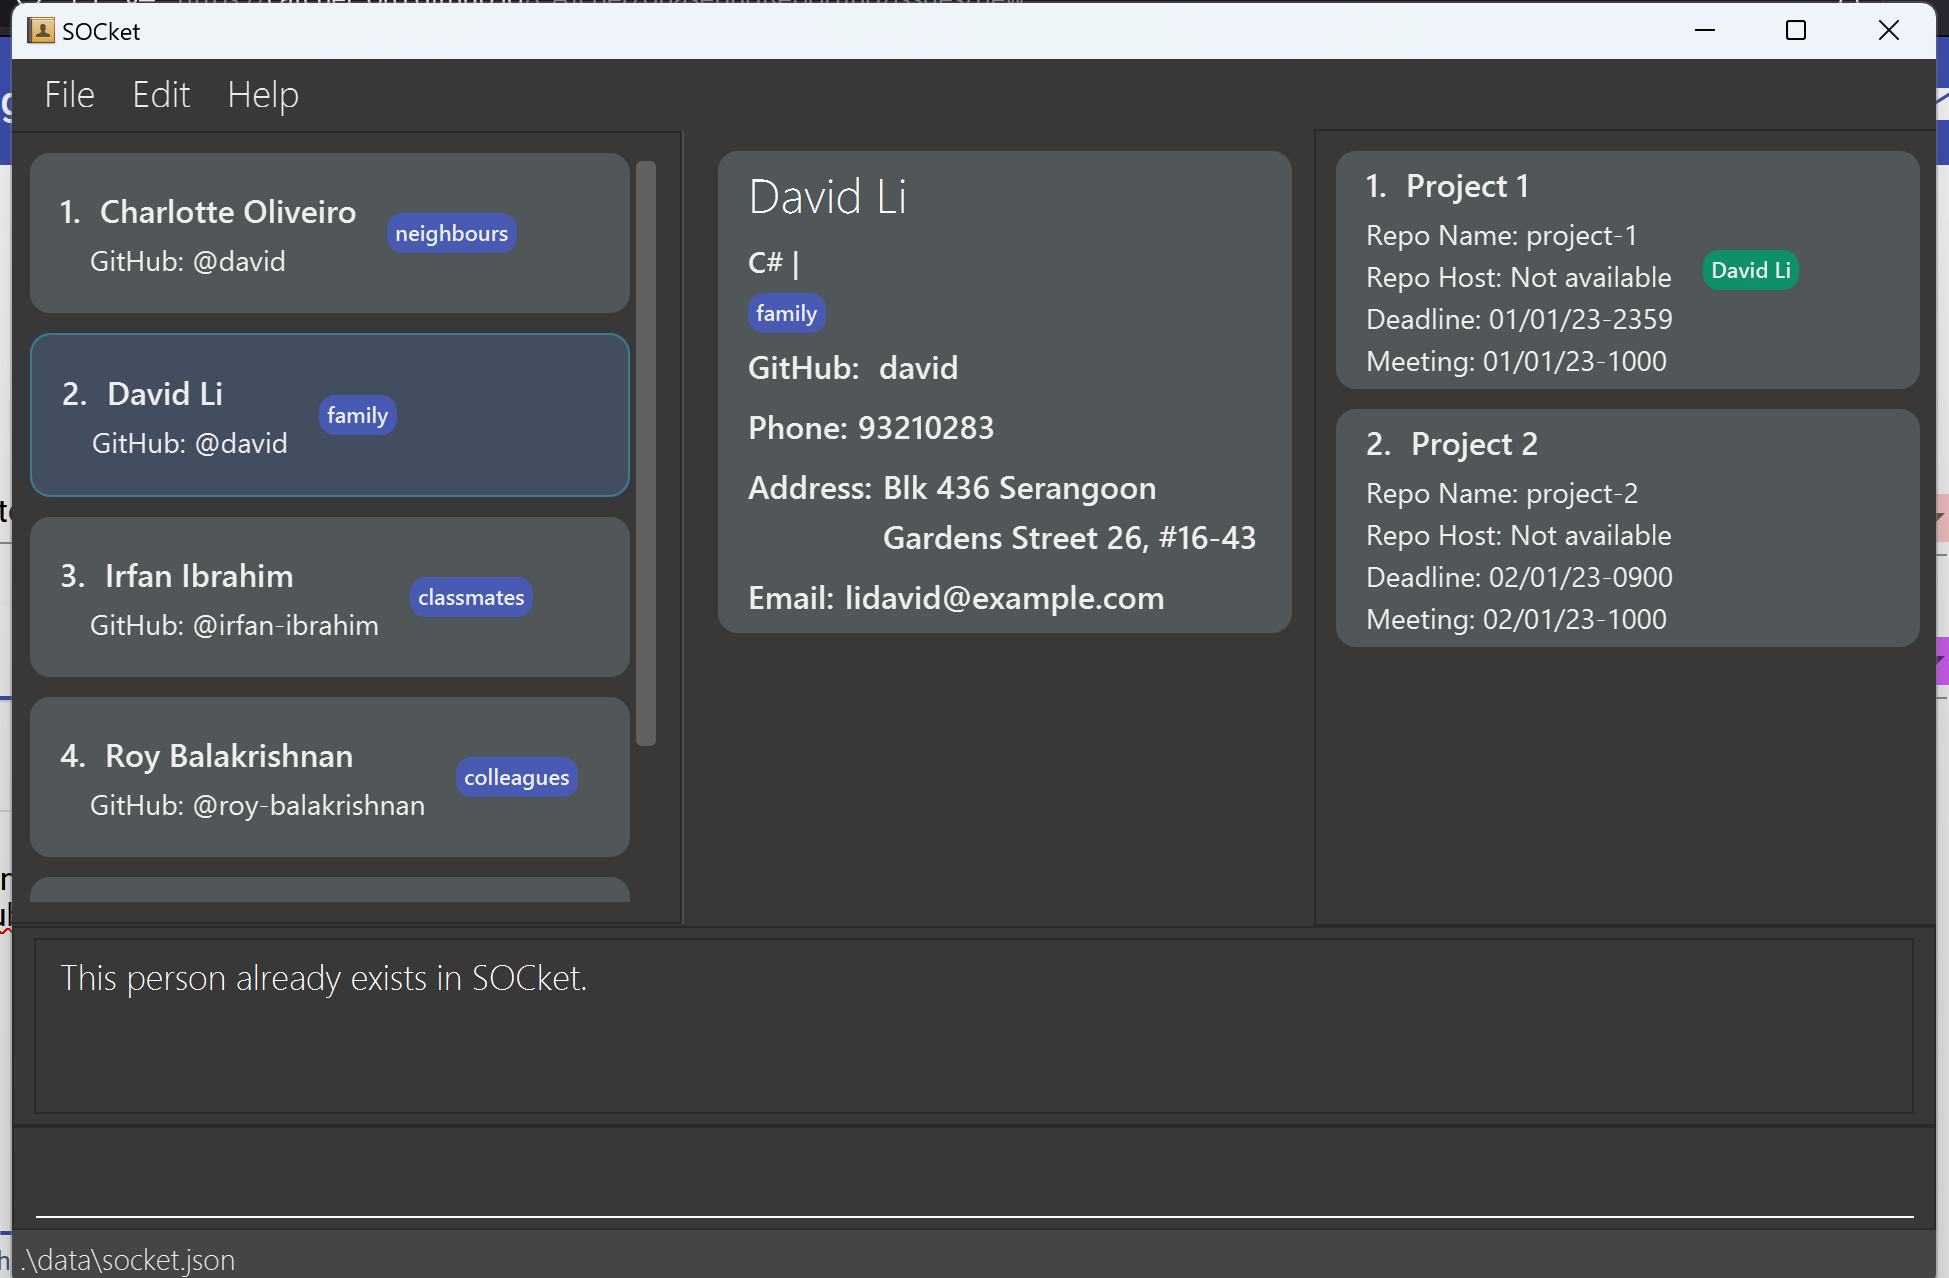 SOCket
File Edit Help
1. Charlotte Oliveiro
GitHub: @david
neighbours
2. David Li
GitHub: @david
family
3. Irfan Ibrahim
GitHub: @irfan-ibrahim
classmates
4. Roy Balakrishnan
GitHub: @roy-balakrishnan
colleagues
David Li
C# |
family
GitHub: david
Phone: 93210283
Address: Blk 436 Serangoon
Gardens Street 26, #16-43
Email: lidavid@example.com
1. Project 1
Repo Name: project-1
Repo Host: Not available
Deadline: 01/01/23-2359
Meeting: 01/01/23-1000
David Li
2. Project 2
Repo Name: project-2
Repo Host: Not available
Deadline: 02/01/23-0900
Meeting: 02/01/23-1000
This person already exists in SOCket.
.\data\socket.json